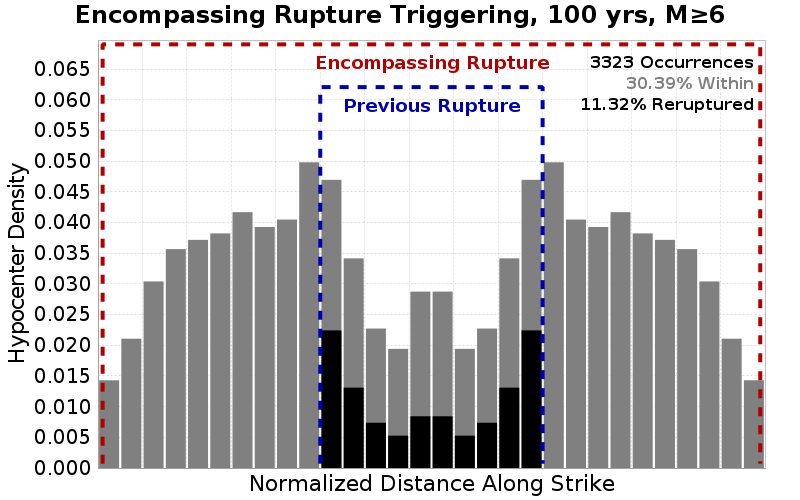 Encompassing Rupture Triggering, 100 yrs, M≥6
Encompassing Rupture
Previous Rupture
3323 Occurrences
30.39% Within
11.32% Reruptured
Hypocenter Density
0.065
0.060
0.055
0.050
0.045
0.040
0.035
0.030
0.025
0.020
0.015
0.010
0.005
0.000
Normalized Distance Along Strike